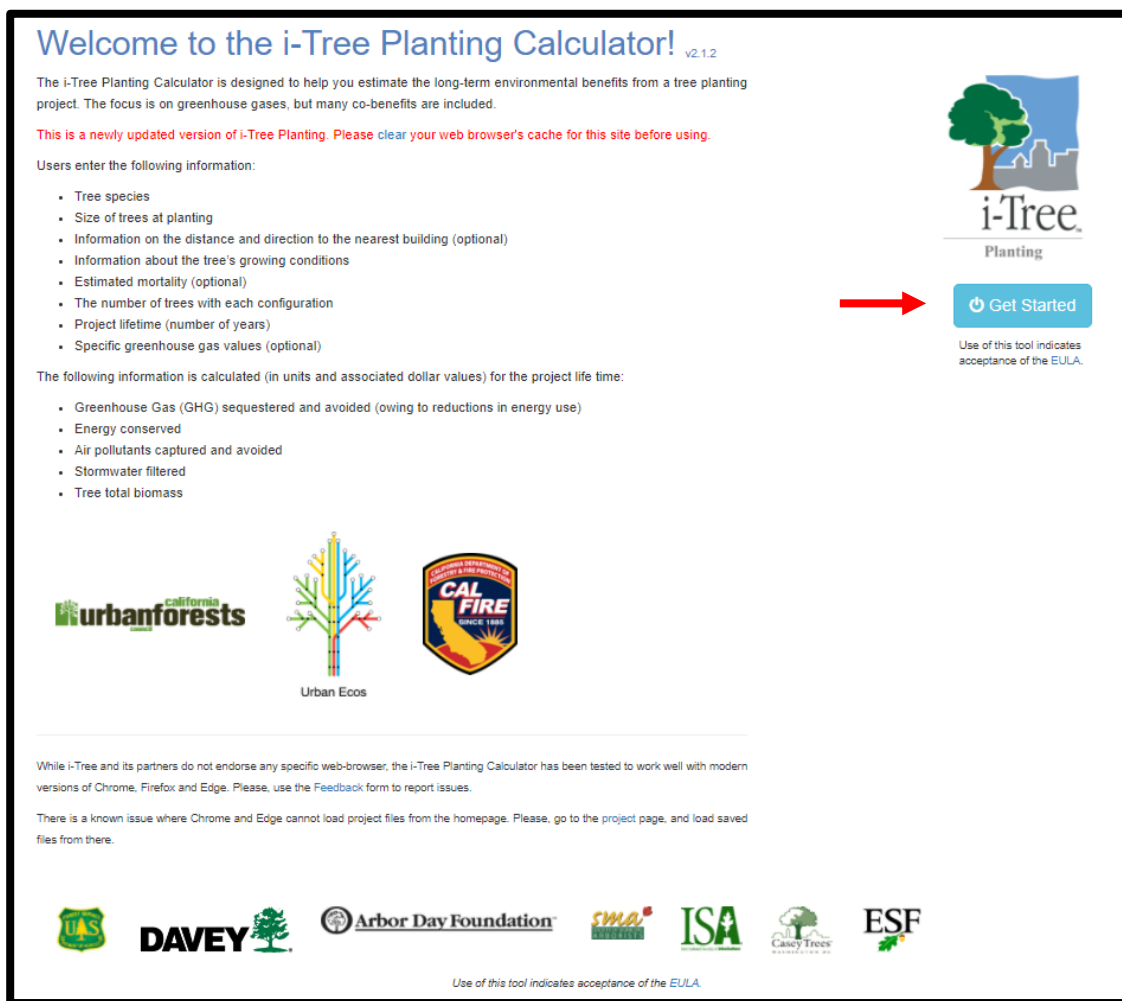 Welcome to the i-Tree Planting Calculator! v2.1.2
The i-Tree Planting Calculator is designed to help you estimate the long-term environmental benefits from a tree planting
project. The focus is on greenhouse gases, but many co-benefits are included.
This is a newly updated version of i-Tree Planting. Please clear your web browser's cache for this site before using.
Users enter the following information:
• Tree species
• Size of trees at planting
• Information on the distance and direction to the nearest building (optional)
• Information about the tree's growing conditions
• Estimated mortality (optional)
• The number of trees with each configuration
• Project lifetime (number of years)
• Specific greenhouse gas values (optional)
The following information is calculated (in units and associated dollar values) for the project life time:
• Greenhouse Gas (GHG) sequestered and avoided (owing to reductions in energy use)
• Energy conserved
• Air pollutants captured and avoided
• Stormwater filtered
• Tree total biomass
i-Tree™
Planting
Get Started
Use of this tool indicates
acceptance of the EULA.
california
urbanforests
council
Urban Ecos
CALIFORNIA DEPARTMENT OF
FORESTRY & FIRE PROTECTION
CAL
FIRE
SINCE 1885
While i-Tree and its partners do not endorse any specific web-browser, the i-Tree Planting Calculator has been tested to work well with modern
versions of Chrome, Firefox and Edge. Please, use the Feedback form to report issues.
There is a known issue where Chrome and Edge cannot load project files from the homepage. Please, go to the project page, and load saved
files from there.
FOREST SERVICE
UAS
DAVEY
Arbor Day Foundation
sma
ISA
Casey Trees
WASHINGTON DC
ESF
Use of this tool indicates acceptance of the EULA.